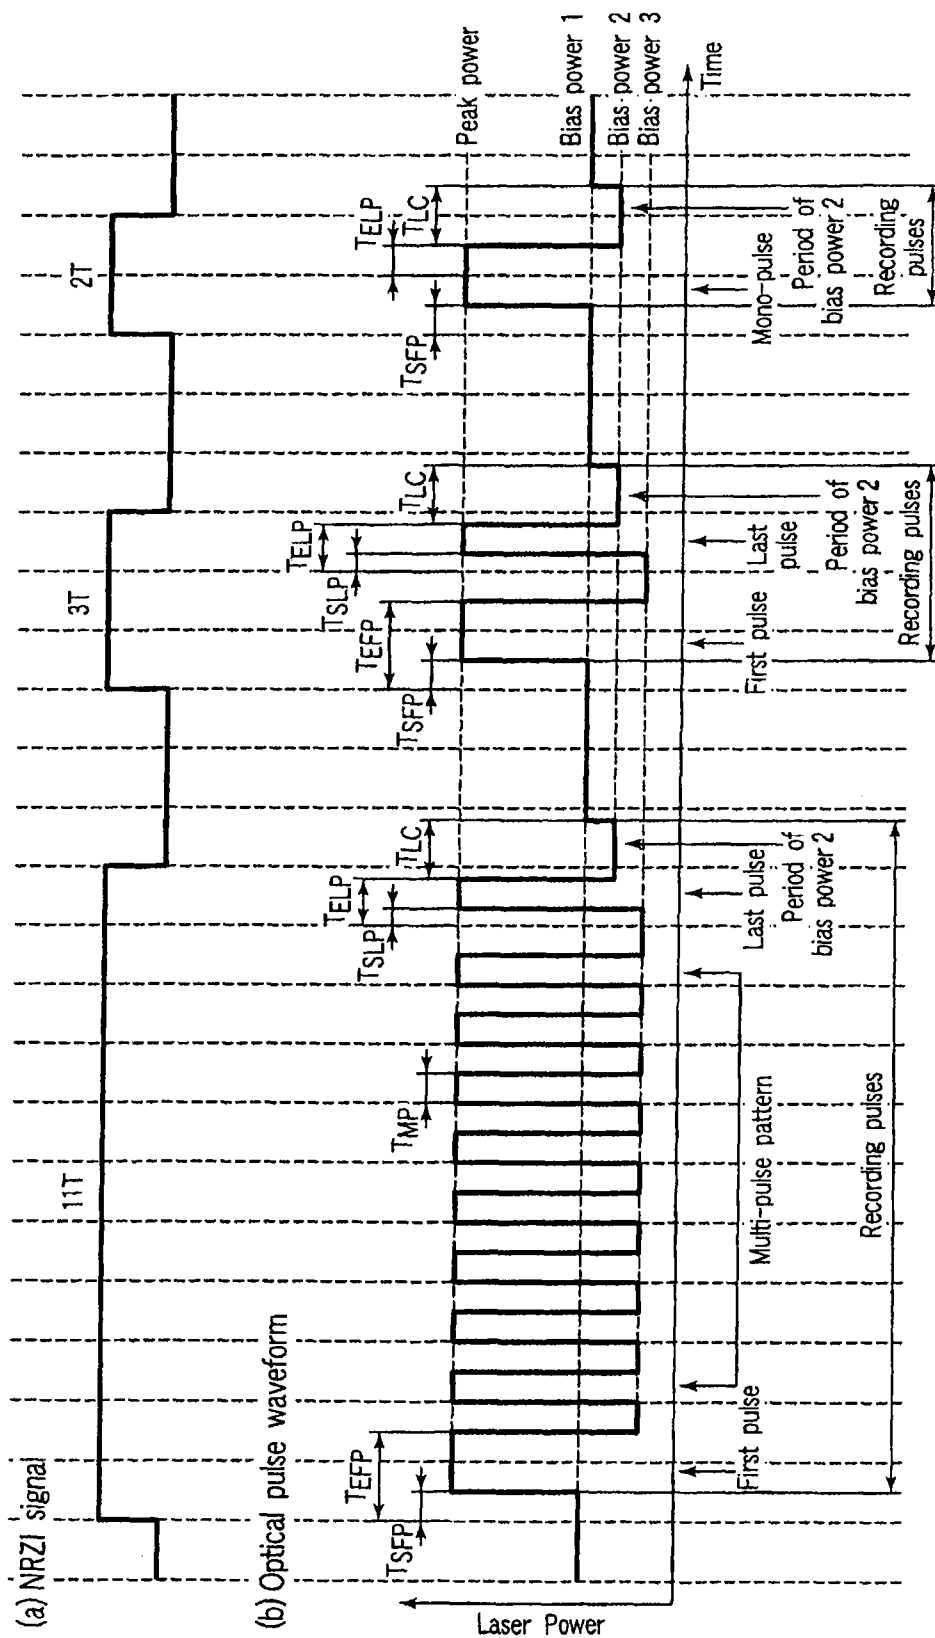 (a) NRZI signal
11T
3T
2T
(b) Optical pulse waveform
TSFP
TEFP
TMP
TSLP
TELP
TLC
TSFP
TEFP
TSLP
TELP
TLC
TSFP
TELP
TLC
Peak power
Bias power 1
Bias power 2
Bias power 3
Laser Power
Time
First pulse
Multi-pulse pattern
Last pulse
Period of
bias power 2
Recording pulses
First pulse
Last
pulse
Period of
bias power 2
Recording pulses
Mono-pulse
Period of
bias power 2
Recording
pulses